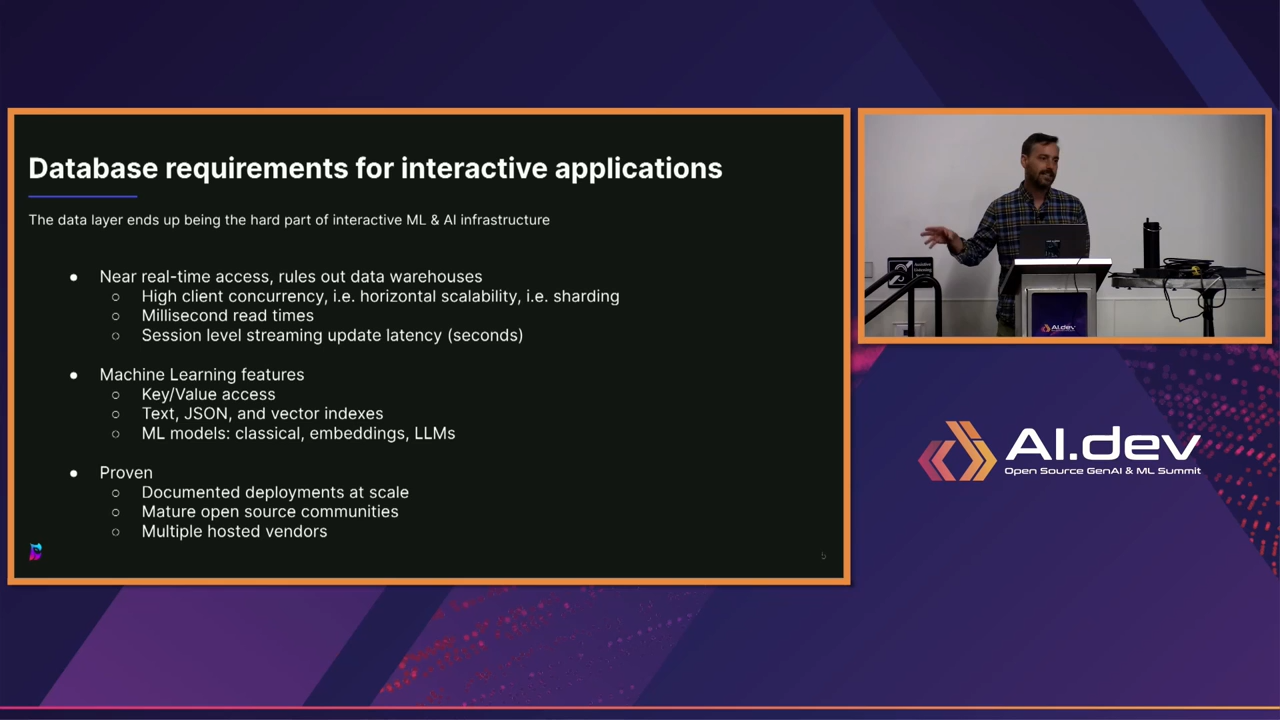 Database requirements for interactive applications
The data layer ends up being the hard part of interactive ML & AI infrastructure
● Near real-time access, rules out data warehouses
○ High client concurrency, i.e. horizontal scalability, i.e. sharding
○ Millisecond read times
○ Session level streaming update latency (seconds)
● Machine Learning features
○ Key/Value access
○ Text, JSON, and vector indexes
○ ML models: classical, embeddings, LLMs
● Proven
○ Documented deployments at scale
○ Mature open source communities
○ Multiple hosted vendors
5
AI.dev
AI.dev
Open Source GenAI & ML Summit